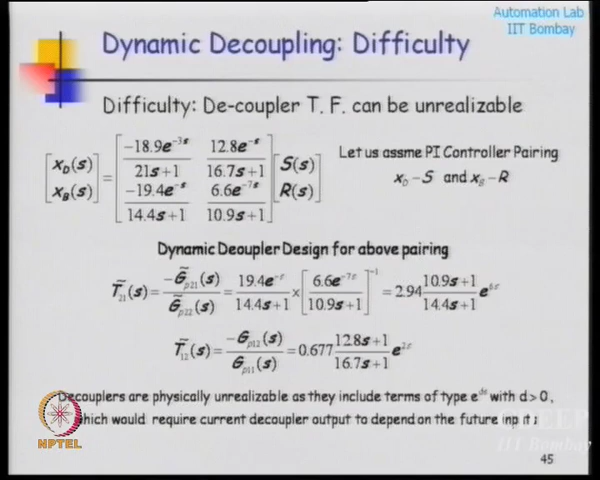 Automation Lab
IIT Bombay
Dynamic Decoupling: Difficulty
Difficulty: De-coupler T. F. can be unrealizable
[x_D(s) x_B(s)] = [-18.9e^{-3s}/(21s+1) 12.8e^{-s}/(16.7s+1) -19.4e^{-s}/(14.4s+1) 6.6e^{-7s}/(10.9s+1)] [S(s) R(s)]
Let us assme PI Controller Pairing
x_D - S and x_B - R
Dynamic Deoupler Design for above pairing
T̃_21(s) = -G̃_p21(s)/G̃_p22(s) = 19.4e^{-s}/(14.4s+1) × [6.6e^{-7s}/(10.9s+1)]^{-1} = 2.94 (10.9s+1)/(14.4s+1) e^{6s}
T̃_12(s) = -G_p12(s)/G_p11(s) = 0.677 (128s+1)/(16.7s+1) e^{2s}
Decouplers are physically unrealizable as they include terms of type e^{ds} with d > 0,
which would require current decoupler output to depend on the future inputs
NPTEL
CDEEP
IIT Bombay
45